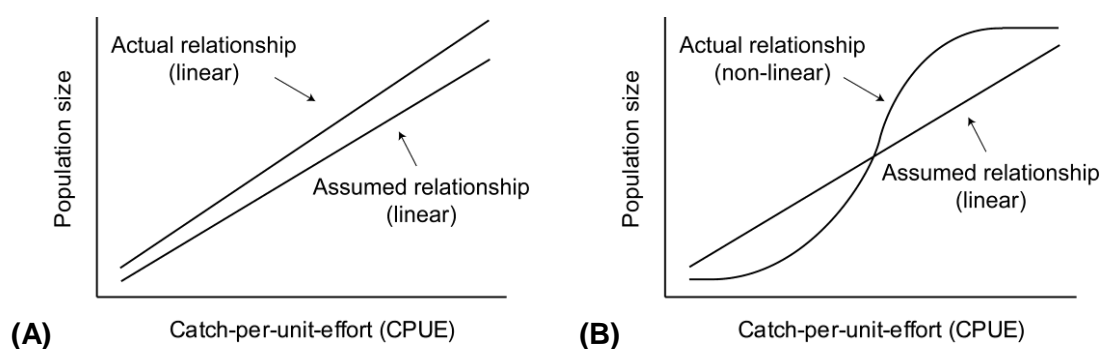 Actual relationship
(linear)
Assumed relationship
(linear)
Population size
Catch-per-unit-effort (CPUE)
(A)
Actual relationship
(non-linear)
Assumed relationship
(linear)
Population size
Catch-per-unit-effort (CPUE)
(B)